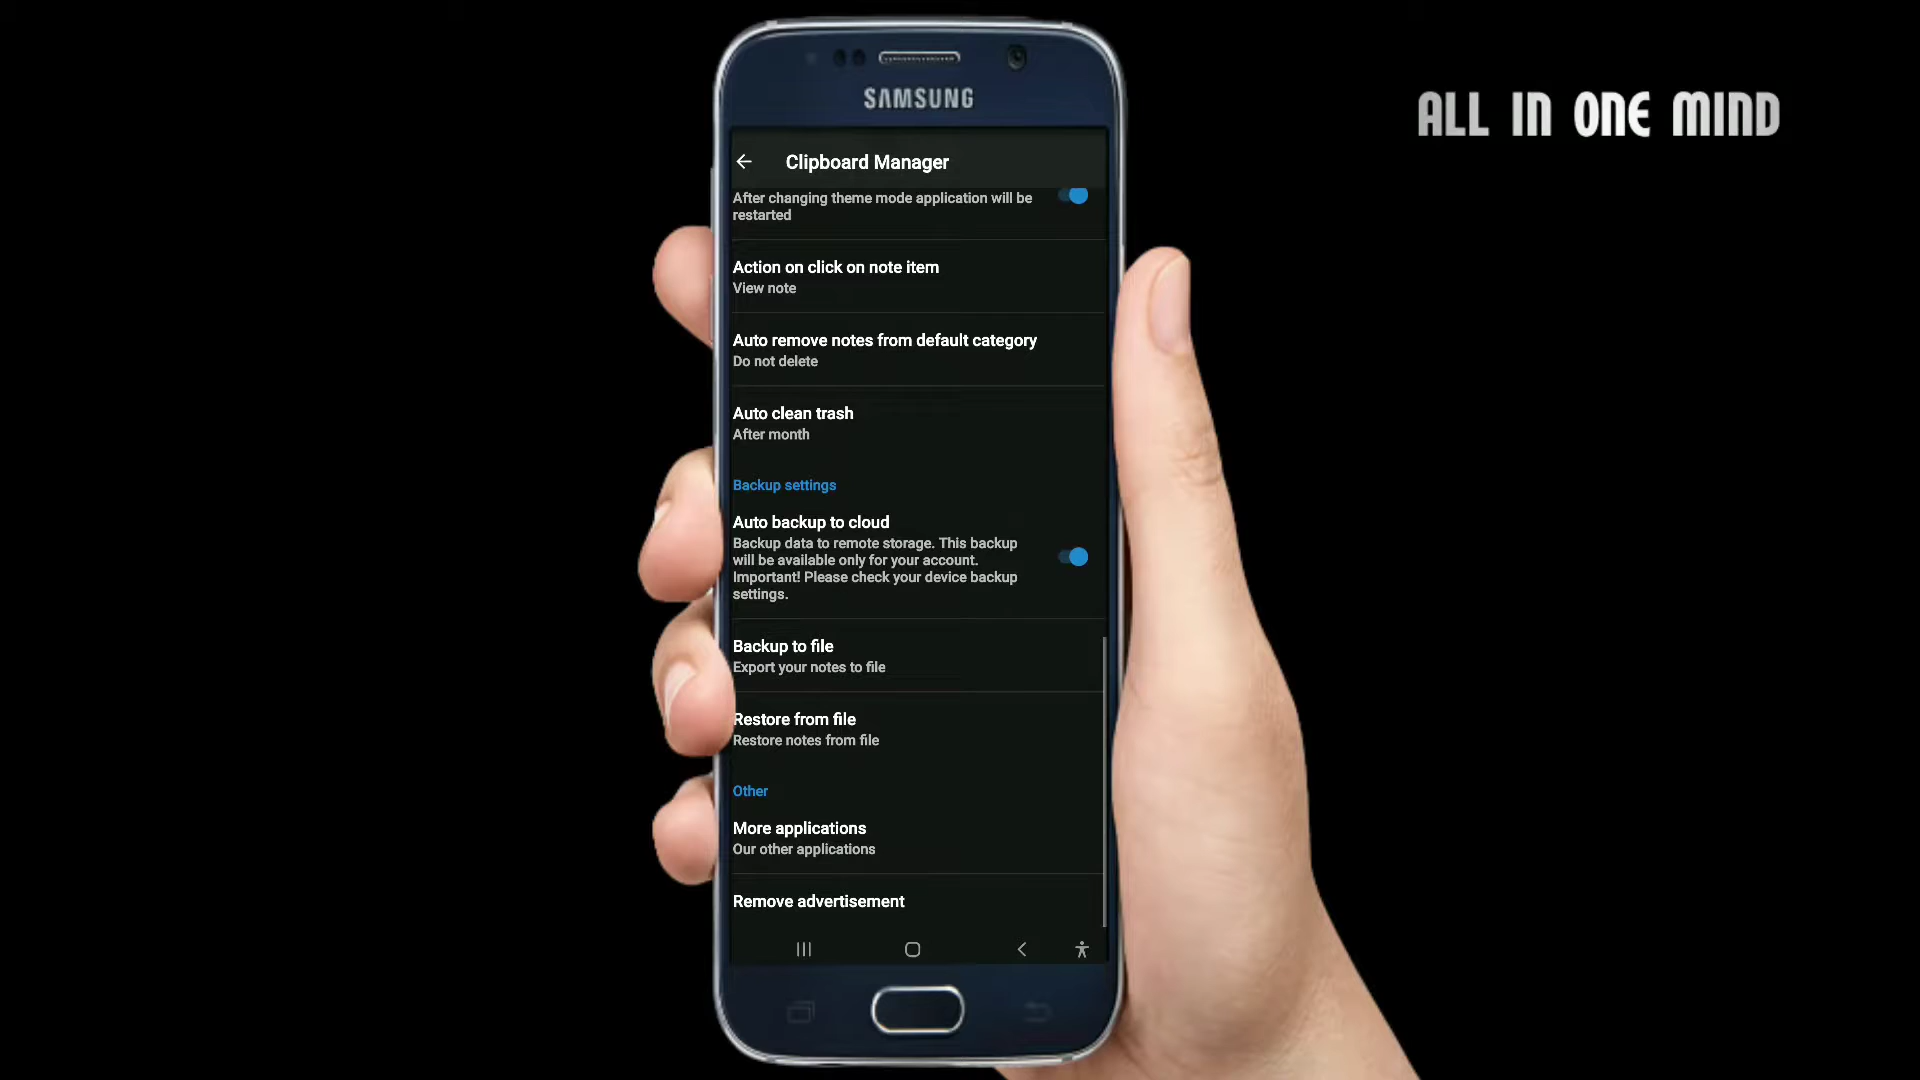 SAMSUNG
ALL IN ONE MIND
Clipboard Manager
After changing theme mode application will be
restarted
Action on click on note item
View note
Auto remove notes from default category
Do not delete
Auto clean trash
After month
Backup settings
Auto backup to cloud
Backup data to remote storage. This backup
will be available only for your account.
Important! Please check your device backup
settings.
Backup to file
Export your notes to file
Restore from file
Restore notes from file
Other
More applications
Our other applications
Remove advertisement